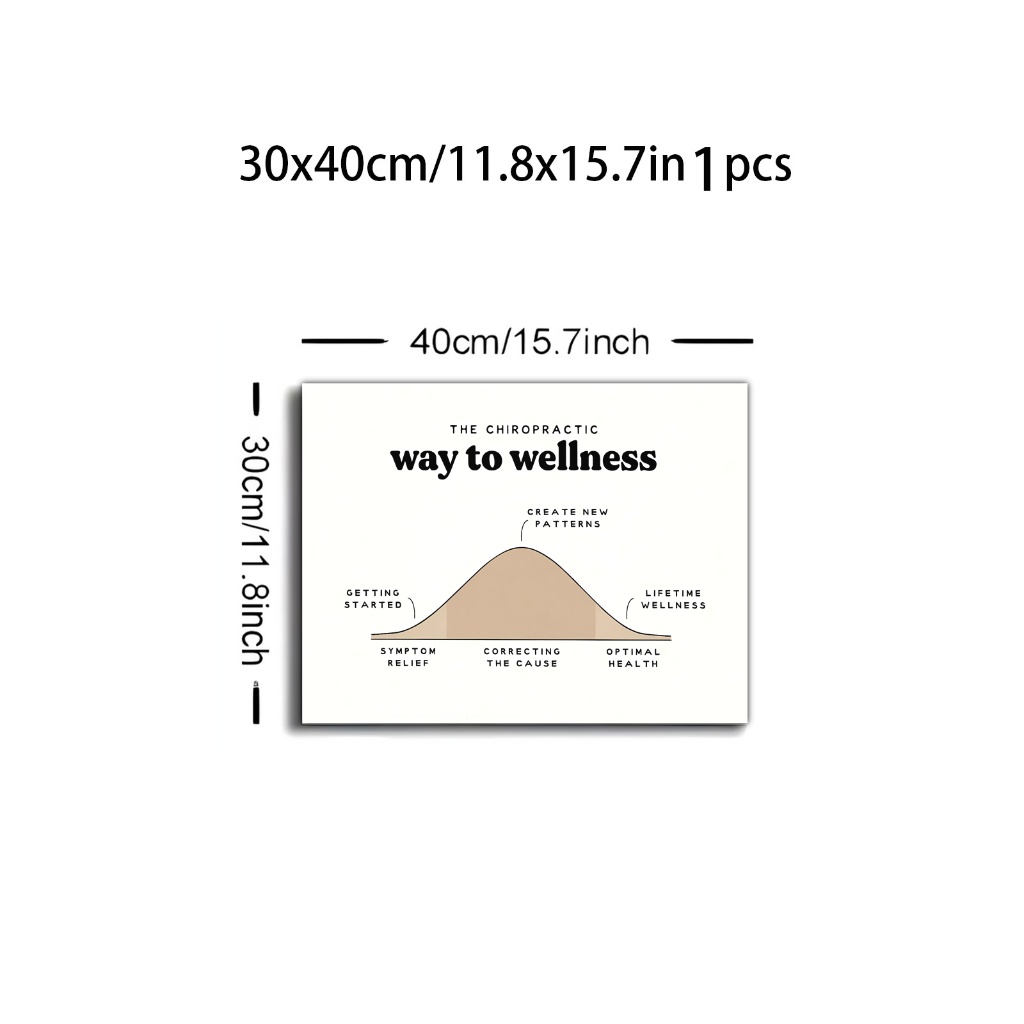 30x40cm/11.8x15.7in 1pcs
40cm/15.7inch
30cm/11.8inch
THE CHIROPRACTIC
way to wellness
CREATE NEW
PATTERNS
GETTING
STARTED
LIFETIME
WELLNESS
SYMPTOM
RELIEF
CORRECTING
THE CAUSE
OPTIMAL
HEALTH